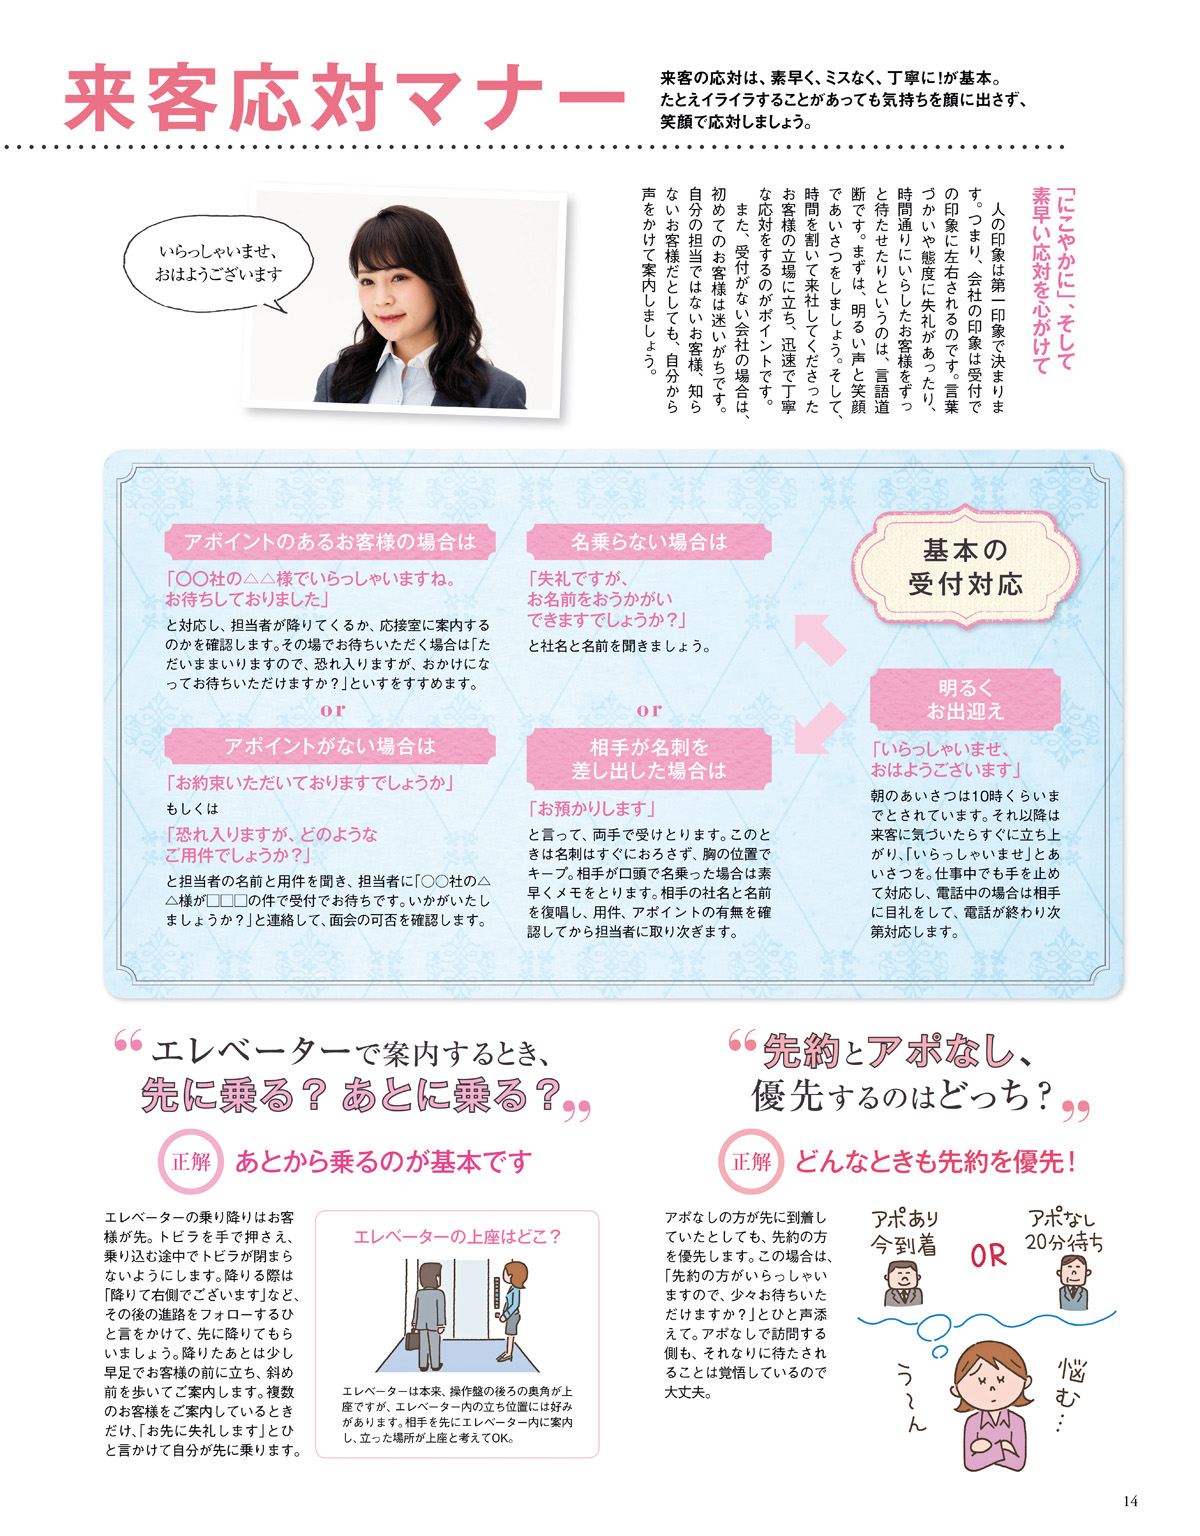 来客応対マナー
来客の応対は、素早く、ミスなく、丁寧に!が基本。
たとえイライラすることがあっても気持ちを顔に出さず、
笑顔で応対しましょう。
「にこやかに」、そして
素早い応対を心がけて
人の印象は第一印象で決まりま
す。つまり、会社の印象は受付で
の印象に左右されるのです。言葉
づかいや態度に失礼があったり、
時間通りにいらしたお客様をずっ
と待たせたりというのは、言語道
断です。まずは、明るい声と笑顔
であいさつをしましょう。そして、
時間を割いて来社してくださった
お客様の立場に立ち、迅速で丁寧
な応対をするのがポイントです。
また、受付がない会社の場合は、
初めてのお客様は迷いがちです。
自分の担当ではないお客様、知ら
ないお客様だとしても、自分から
声をかけて案内しましょう。
いらっしゃいませ、
おはようございます
基本の
受付対応
明るく
お出迎え
「いらっしゃいませ、
おはようございます」
朝のあいさつは10時くらいま
でとされています。それ以降は
来客に気づいたらすぐに立ち上
がり、「いらっしゃいませ」とあ
いさつを。仕事中でも手を止め
て対応し、電話中の場合は相手
に目礼をして、電話が終わり次
第対応します。
名乗らない場合は
「失礼ですが、
お名前をおうかがい
できますでしょうか?」
と社名と名前を聞きましょう。
or
相手が名刺を
差し出した場合は
「お預かりします」
と言って、両手で受けとります。このと
きは名刺はすぐにおろさず、胸の位置で
キープ。相手が口頭で名乗った場合は素
早くメモをとります。相手の社名と名前
を復唱し、用件、アポイントの有無を確
認してから担当者に取り次ぎます。
アポイントのあるお客様の場合は
「〇〇社の△△様でいらっしゃいますね。
お待ちしておりました」
と対応し、担当者が降りてくるか、応接室に案内する
のかを確認します。その場でお待ちいただく場合は「た
だいままいりますので、恐れ入りますが、おかけにな
ってお待ちいただけますか?」といすをすすめます。
or
アポイントがない場合は
「お約束いただいておりますでしょうか」
もしくは
「恐れ入りますが、どのような
ご用件でしょうか?」
と担当者の名前と用件を聞き、担当者に「〇〇社の△
△様が□□□の件で受付でお待ちです。いかがいたし
ましょうか?」と連絡して、面会の可否を確認します。
“エレベーターで案内するとき、
先に乗る? あとに乗る?”
正解 あとから乗るのが基本です
エレベーターの乗り降りはお客
様が先。トビラを手で押さえ、
乗り込む途中でトビラが閉まら
ないようにします。降りる際は
「降りて右側でございます」など、
その後の進路をフォローするひ
と言をかけて、先に降りてもら
いましょう。降りたあとは少し
早足でお客様の前に立ち、斜め
前を歩いてご案内します。複数
のお客様をご案内しているとき
だけ、「お先に失礼します」とひ
と言かけて自分が先に乗ります。
エレベーターの上座はどこ?
エレベーターは本来、操作盤の後ろの奥角が上
座ですが、エレベーター内の立ち位置には好み
があります。相手を先にエレベーター内に案内
し、立った場所が上座と考えてOK。
“先約とアポなし、
優先するのはどっち?”
正解 どんなときも先約を優先!
アポなしの方が先に到着し
ていたとしても、先約の方
を優先します。この場合は、
「先約の方がいらっしゃい
ますので、少々お待ちいた
だけますか?」とひと声添
えて。アポなしで訪問する
側も、それなりに待たされ
ることは覚悟しているので
大丈夫。
アポあり
今到着
OR
アポなし
20分待ち
う〜ん
悩む…
14